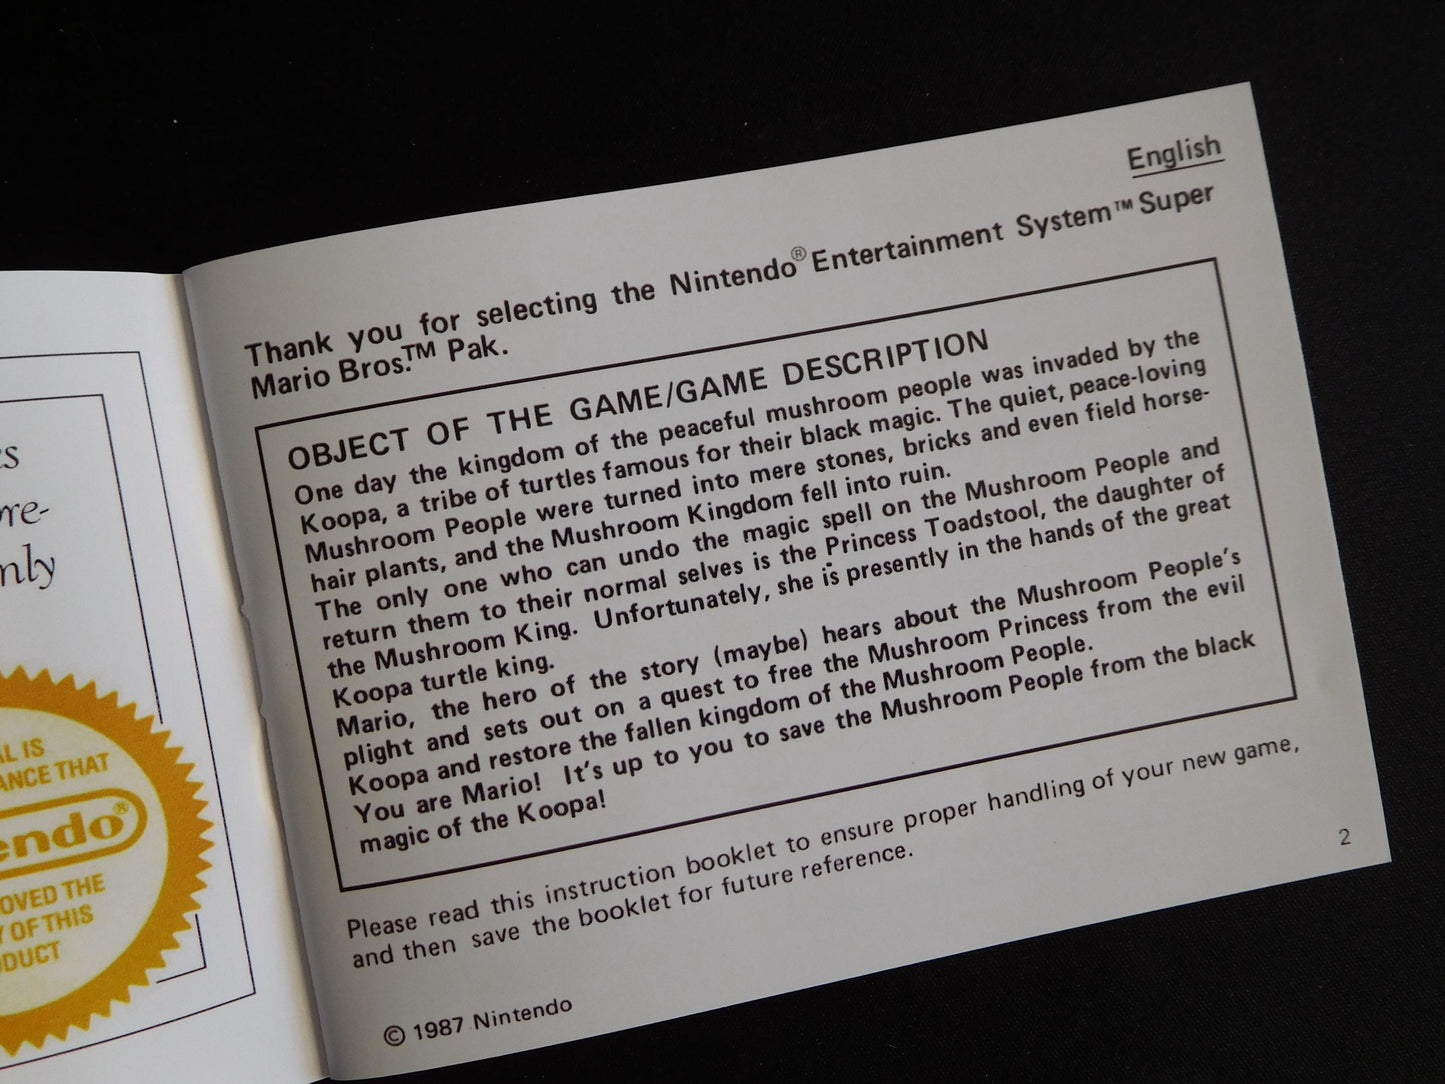 es
re-
nly
AL IS
ANCE THAT
endo®
OVED THE
Y OF THIS
ODUCT
English
Thank you for selecting the Nintendo® Entertainment System™ Super
Mario Bros.™ Pak.
OBJECT OF THE GAME/GAME DESCRIPTION
One day the kingdom of the peaceful mushroom people was invaded by the
Koopa, a tribe of turtles famous for their black magic. The quiet, peace-loving
Mushroom People were turned into mere stones, bricks and even field horse-
hair plants, and the Mushroom Kingdom fell into ruin.
The only one who can undo the magic spell on the Mushroom People and
return them to their normal selves is the Princess Toadstool, the daughter of
the Mushroom King. Unfortunately, she is presently in the hands of the great
Koopa turtle king.
Mario, the hero of the story (maybe) hears about the Mushroom People's
plight and sets out on a quest to free the Mushroom Princess from the evil
Koopa and restore the fallen kingdom of the Mushroom People.
You are Mario! It's up to you to save the Mushroom People from the black
magic of the Koopa!
Please read this instruction booklet to ensure proper handling of your new game,
and then save the booklet for future reference.
2
© 1987 Nintendo